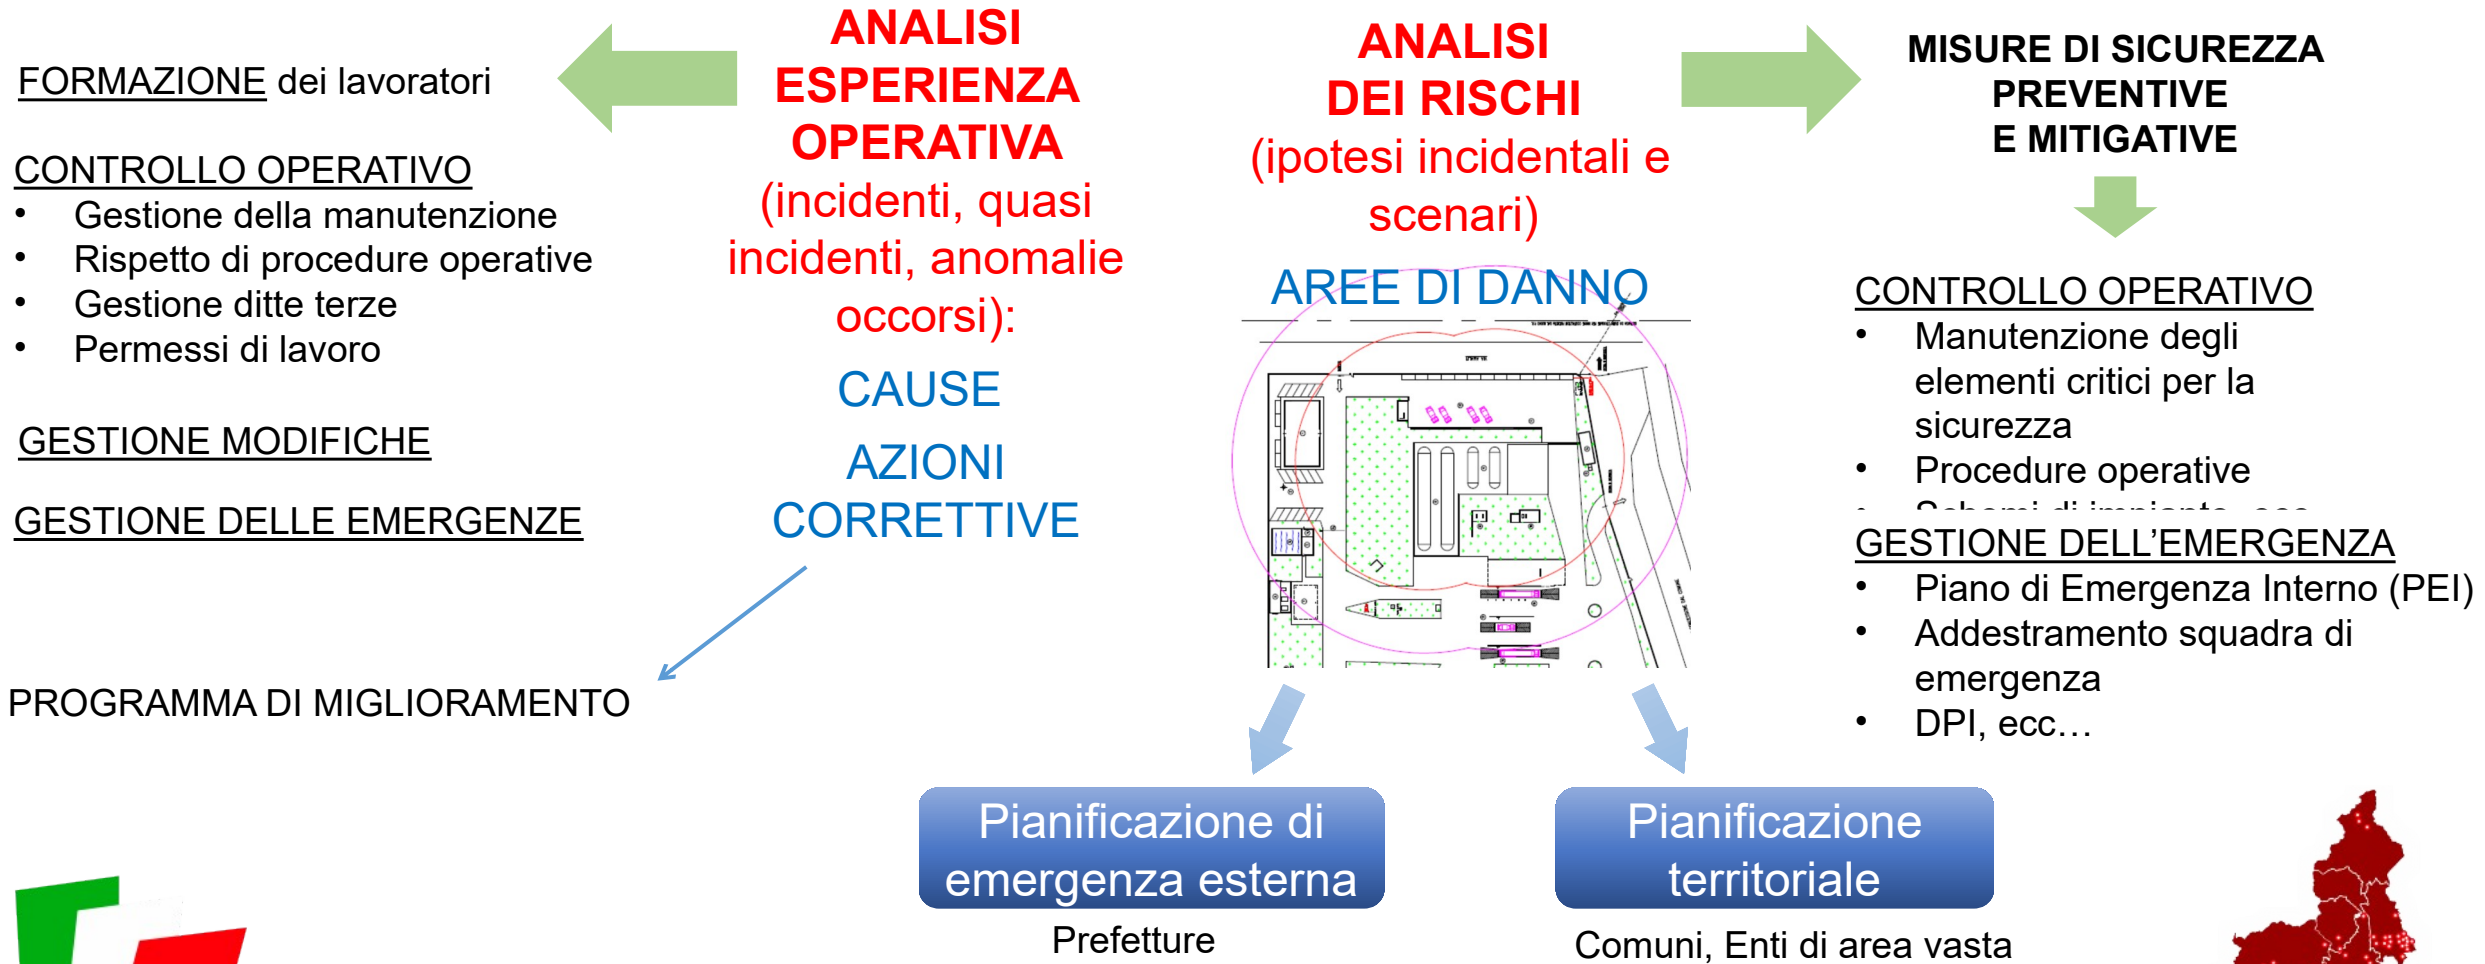 FORMAZIONE dei lavoratori
CONTROLLO OPERATIVO
• Gestione della manutenzione
• Rispetto di procedure operative
• Gestione ditte terze
• Permessi di lavoro
GESTIONE MODIFICHE
GESTIONE DELLE EMERGENZE
PROGRAMMA DI MIGLIORAMENTO
ANALISI
ESPERIENZA
OPERATIVA
(incidenti, quasi
incidenti, anomalie
occorsi):
CAUSE
AZIONI
CORRETTIVE
ANALISI
DEI RISCHI
(ipotesi incidentali e
scenari)
AREE DI DANNO
MISURE DI SICUREZZA
PREVENTIVE
E MITIGATIVE
CONTROLLO OPERATIVO
• Manutenzione degli
elementi critici per la
sicurezza
• Procedure operative
GESTIONE DELL’EMERGENZA
• Piano di Emergenza Interno (PEI)
• Addestramento squadra di
emergenza
• DPI, ecc…
Pianificazione di
emergenza esterna
Prefetture
Pianificazione
territoriale
Comuni, Enti di area vasta